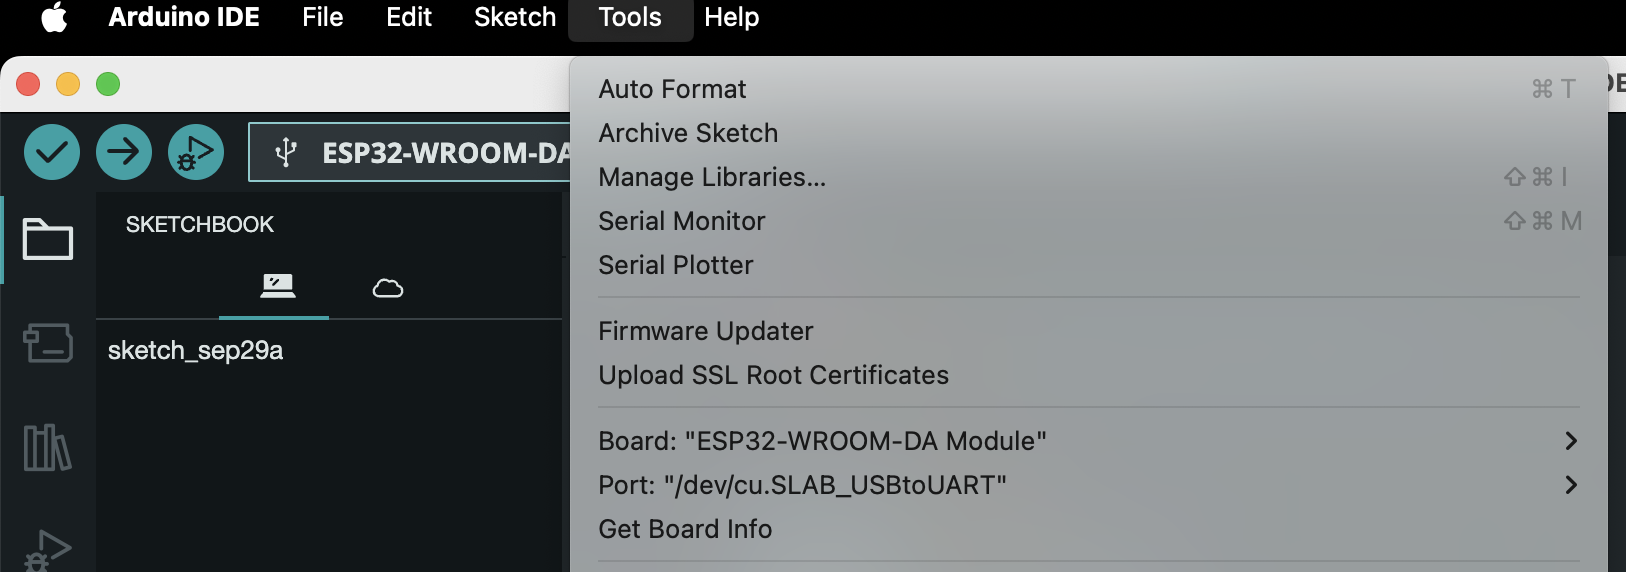 Arduino IDE File Edit Sketch Tools Help
ESP32-WROOM-DA
SKETCHBOOK
sketch_sep29a
Auto Format ⌘ T
Archive Sketch
Manage Libraries... ⇧ ⌘ I
Serial Monitor ⇧ ⌘ M
Serial Plotter
Firmware Updater
Upload SSL Root Certificates
Board: "ESP32-WROOM-DA Module"
Port: "/dev/cu.SLAB_USBtoUART"
Get Board Info